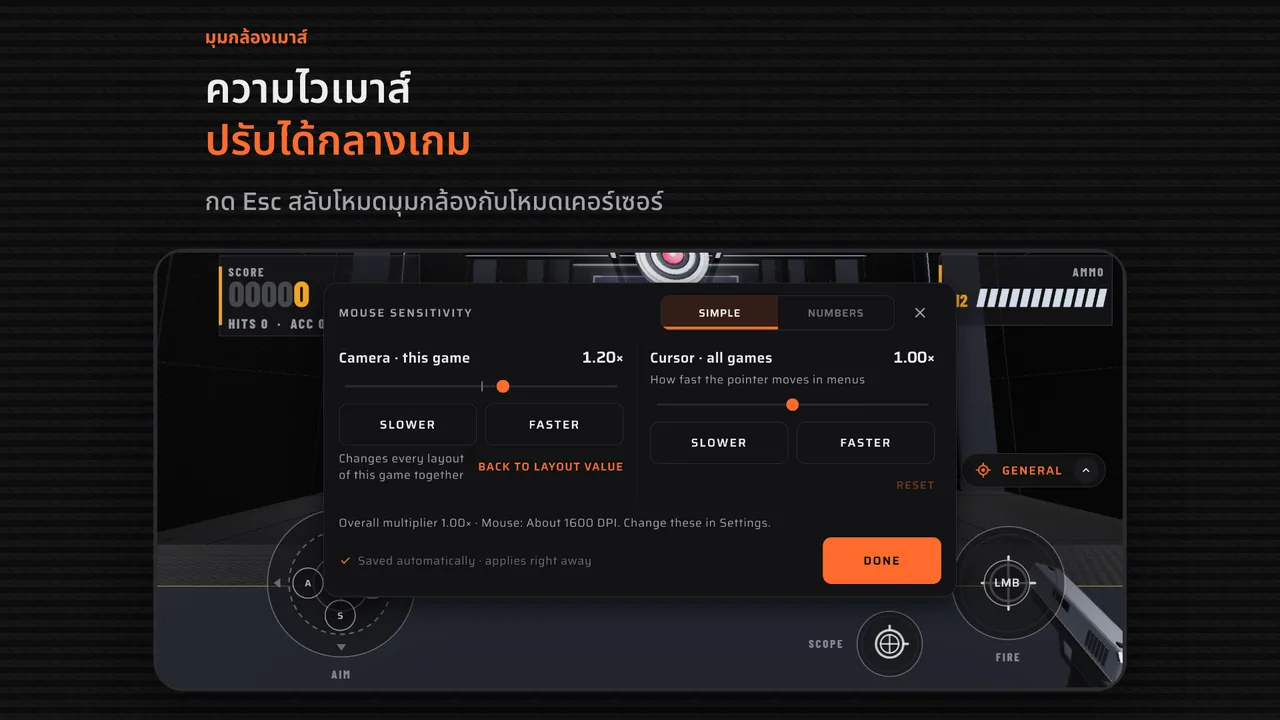 มุมกล้องเมาส์
ความไวเมาส์
ปรับได้กลางเกม
กด Esc สลับโหมดมุมกล้องกับโหมดเคอร์เซอร์
SCORE
00000
HITS 0 · ACC 0
AMMO
12
MOUSE SENSITIVITY
SIMPLE
NUMBERS
Camera · this game
1.20×
SLOWER
FASTER
Changes every layout
of this game together
BACK TO LAYOUT VALUE
Cursor · all games
1.00×
How fast the pointer moves in menus
SLOWER
FASTER
RESET
Overall multiplier 1.00× · Mouse: About 1600 DPI. Change these in Settings.
Saved automatically · applies right away
DONE
GENERAL
A
S
AIM
SCOPE
LMB
FIRE